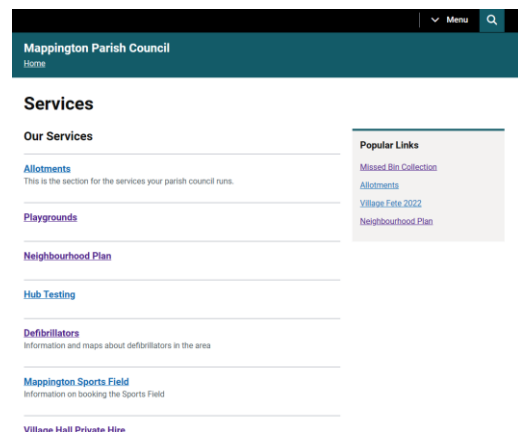 Menu
Mappington Parish Council
Home
Services
Our Services
Allotments
This is the section for the services your parish council runs.
Playgrounds
Neighbourhood Plan
Hub Testing
Defibrillators
Information and maps about defibrillators in the area
Mappington Sports Field
Information on booking the Sports Field
Village Hall Private Hire
Popular Links
Missed Bin Collection
Allotments
Village Fete 2022
Neighbourhood Plan